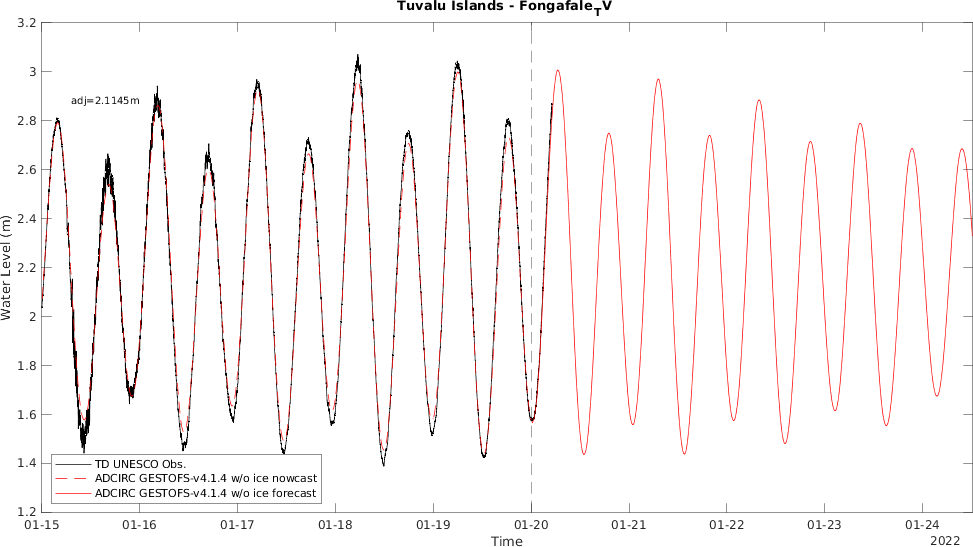 Tuvalu Islands - Fongafale_TV
3.2
3
2.8
2.6
2.4
2.2
2
1.8
1.6
1.4
1.2
Water Level (m)
adj=2.1145m
TD UNESCO Obs.
ADCIRC GESTOFS-v4.1.4 w/o ice nowcast
ADCIRC GESTOFS-v4.1.4 w/o ice forecast
01-15 01-16 01-17 01-18 01-19 01-20 01-21 01-22 01-23 01-24
Time
2022